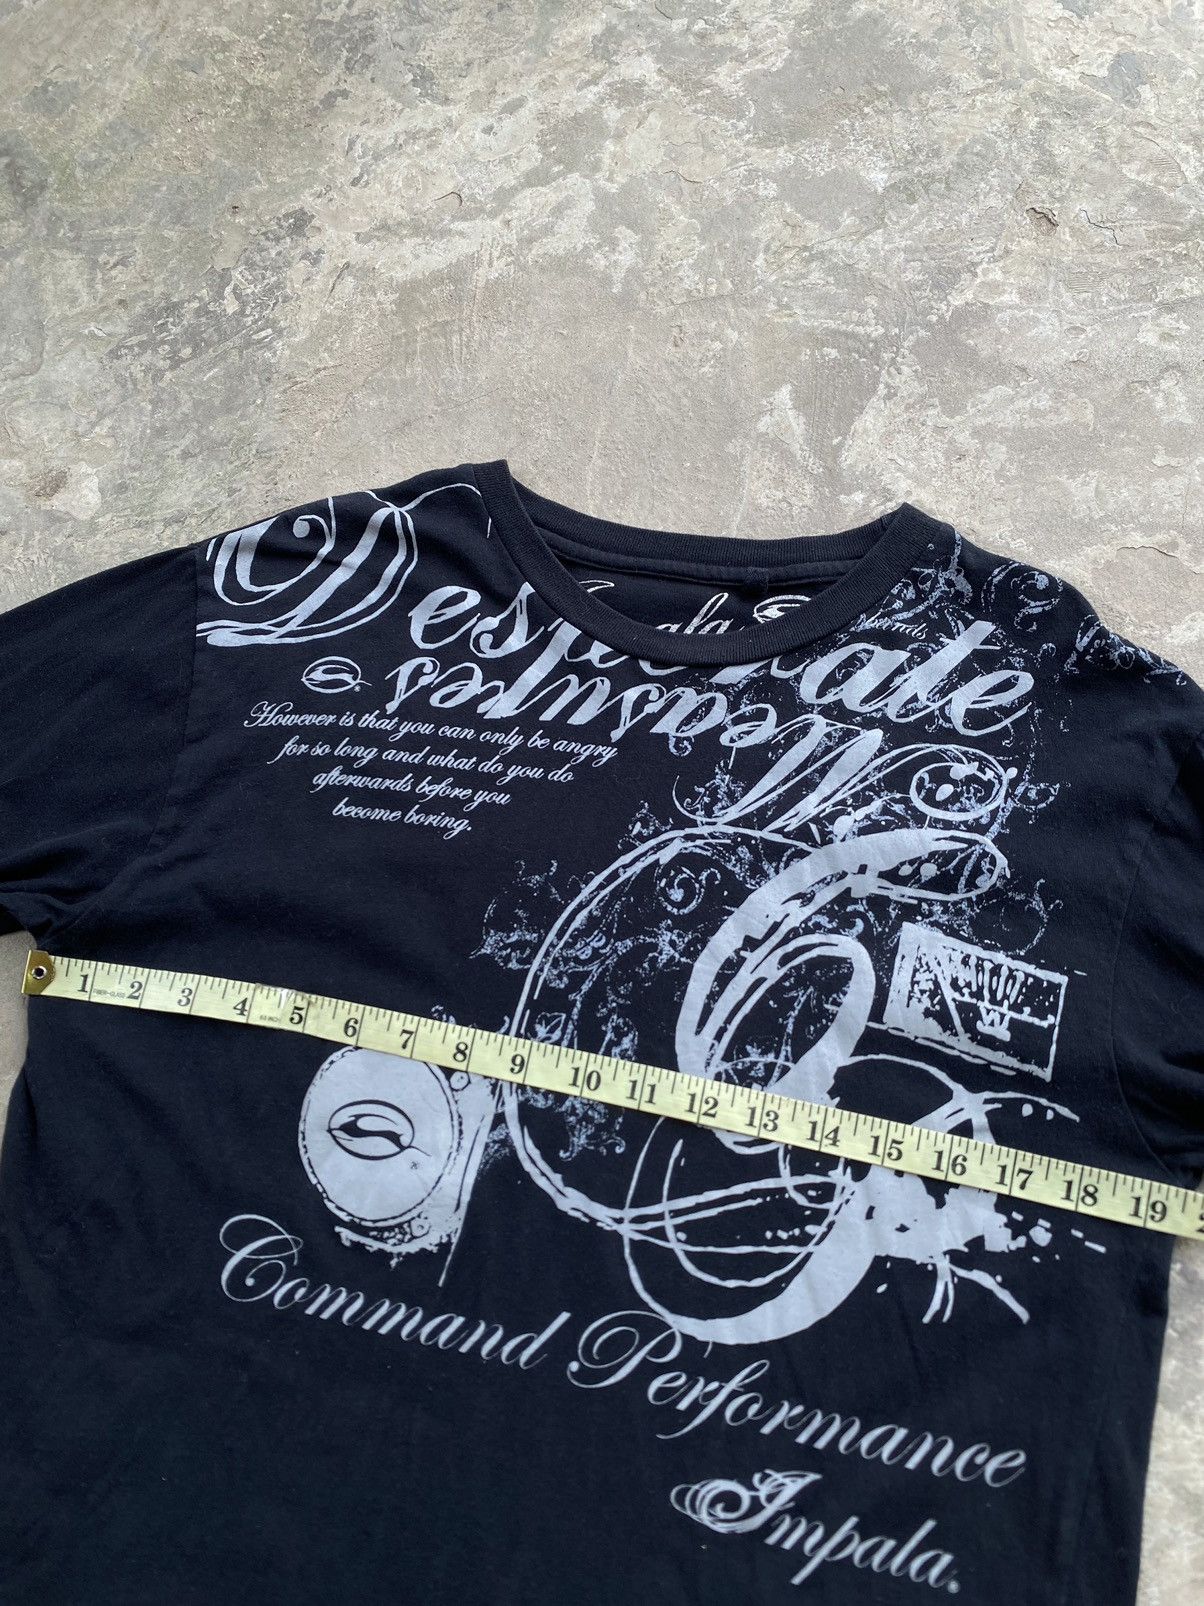 Desperate
Measures
However is that you can only be angry
for so long and what do you do
afterwards before you
become boring.
®
1 2 3 4 5 6 7 8 9 10 11 12 13 14 15 16 17 18 19
FIBER-GLASS
W
Command Performance
Impala.